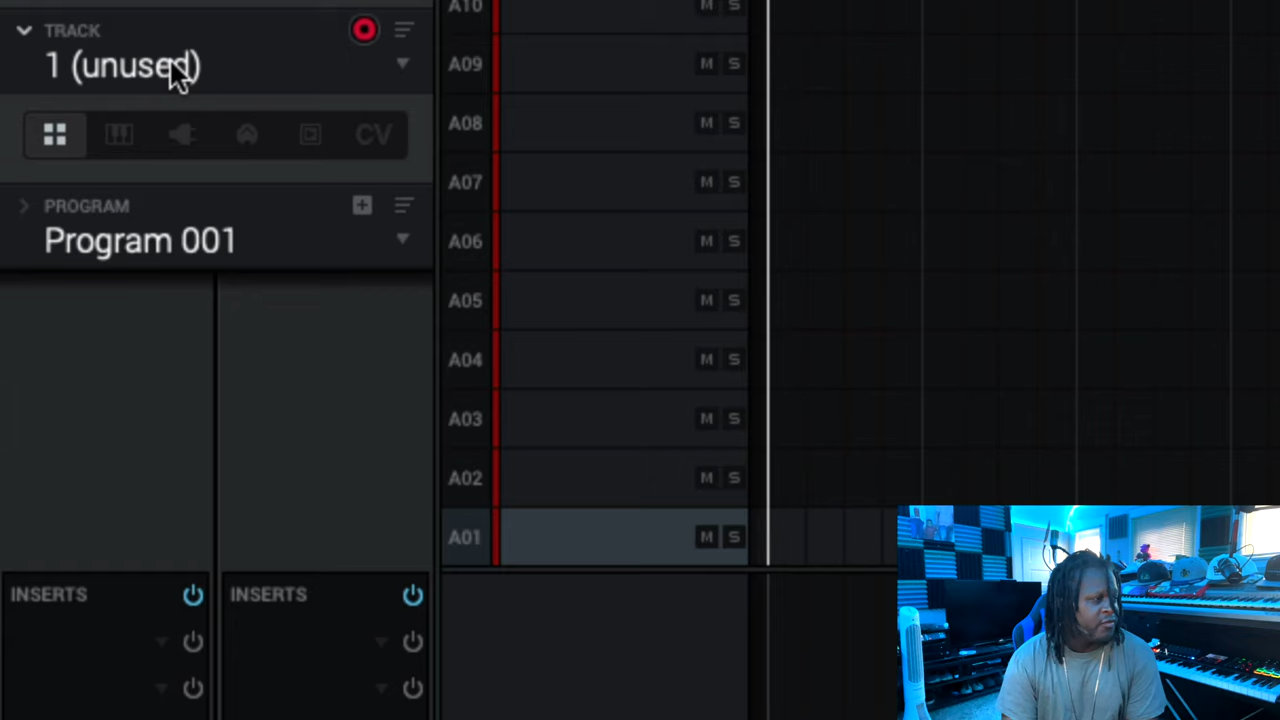 TRACK
1 (unused)
CV
PROGRAM
Program 001
INSERTS
INSERTS
A10 M S
A09 M S
A08 M S
A07 M S
A06 M S
A05 M S
A04 M S
A03 M S
A02 M S
A01 M S